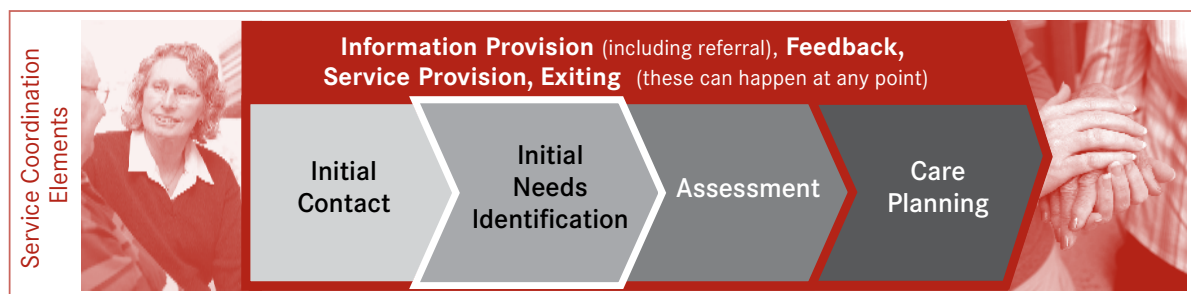 Service Coordination
Elements
Information Provision (including referral), Feedback,
Service Provision, Exiting (these can happen at any point)
Initial
Contact
Initial
Needs
Identification
Assessment
Care
Planning